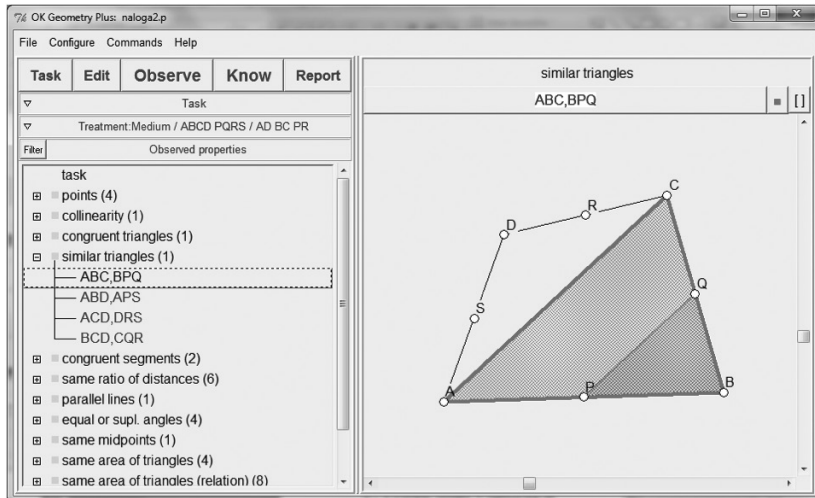 OK Geometry Plus: naloga2.p
File Configure Commands Help
Task Edit Observe Know Report
Task
Treatment:Medium / ABCD PQRS / AD BC PR
Filter Observed properties
task
points (4)
collinearity (1)
congruent triangles (1)
similar triangles (1)
ABC,BPQ
ABD,APS
ACD,DRS
BCD,CQR
congruent segments (2)
same ratio of distances (6)
parallel lines (1)
equal or supl. angles (4)
same midpoints (1)
same area of triangles (4)
same area of triangles (relation) (8)
similar triangles
ABC,BPQ
[ ]
C
R
D
Q
S
B
A
P